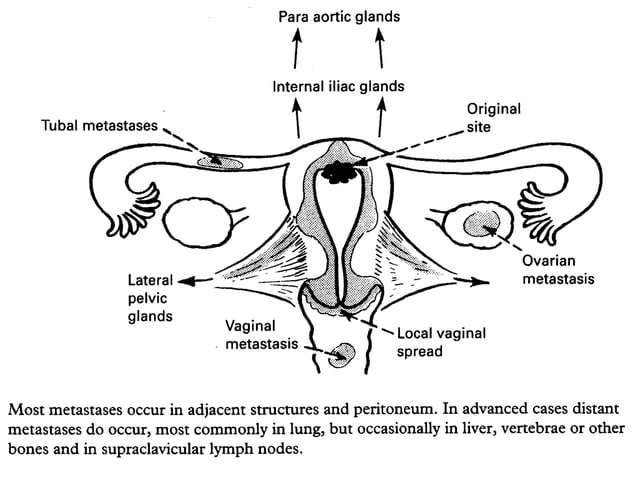 Para aortic glands
Internal iliac glands
Original
site
Tubal metastases
Ovarian
metastasis
Lateral
pelvic
glands
Vaginal
metastasis
Local vaginal
spread
Most metastases occur in adjacent structures and peritoneum. In advanced cases distant
metastases do occur, most commonly in lung, but occasionally in liver, vertebrae or other
bones and in supraclavicular lymph nodes.